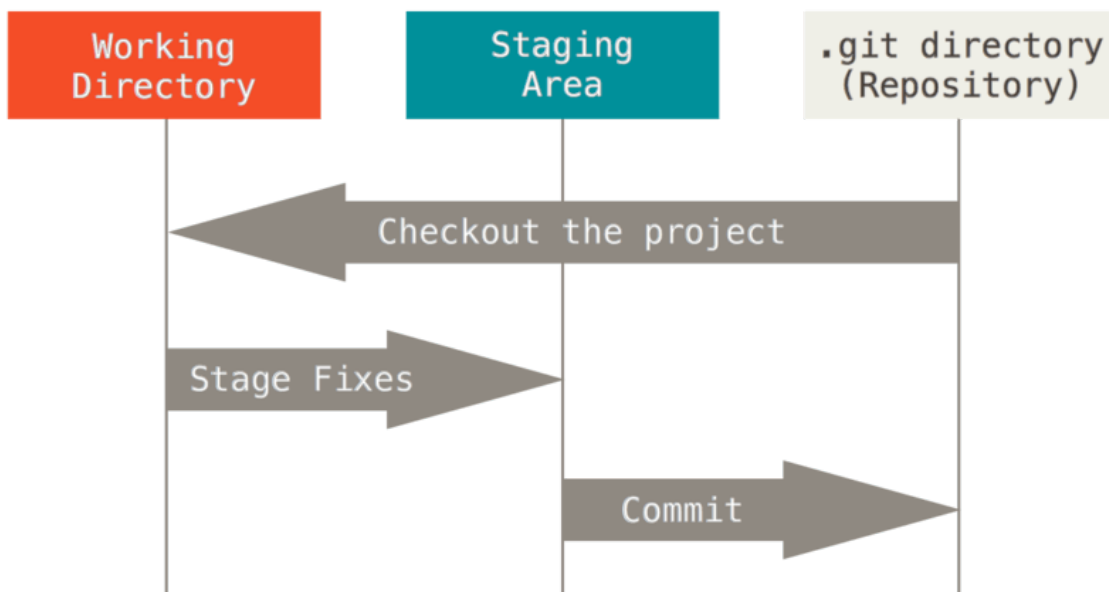 Working
Directory
Staging
Area
.git directory
(Repository)
Checkout the project
Stage Fixes
Commit